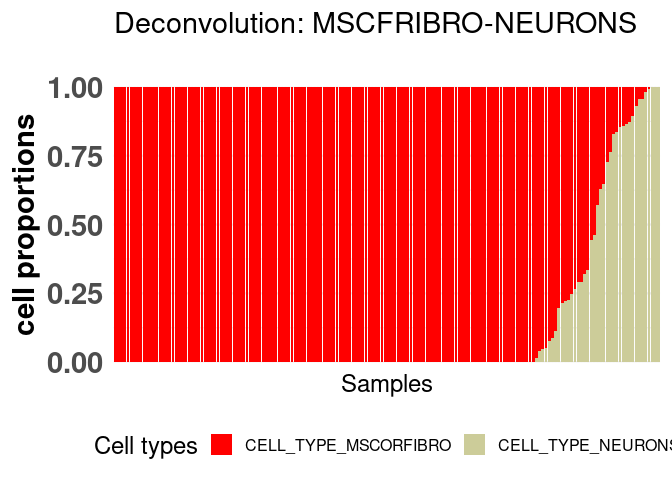 Deconvolution: MSCFRIBRO-NEURONS
1.00
0.75
0.50
0.25
0.00
cell proportions
Samples
Cell types CELL_TYPE_MSCORFIBRO CELL_TYPE_NEURONS